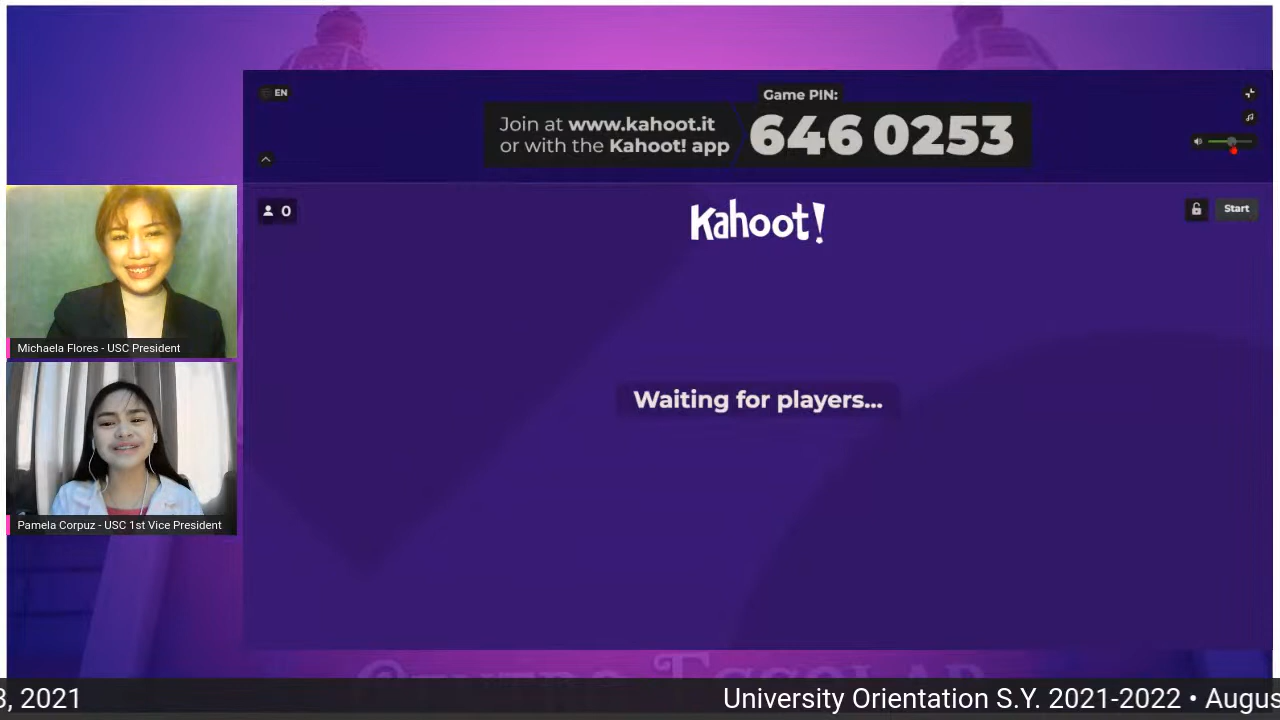 EN
Game PIN:
Join at www.kahoot.it
or with the Kahoot! app
646 0253
0
Kahoot!
Start
Waiting for players...
Michaela Flores - USC President
Pamela Corpuz - USC 1st Vice President
3, 2021
University Orientation S.Y. 2021-2022 • Augus